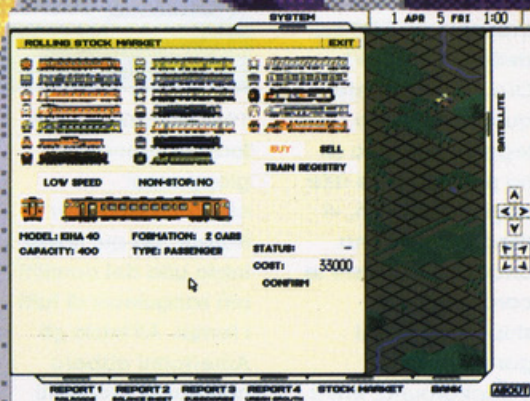 SYSTEM
1 APR 5 FRI 1:00
ROLLING STOCK MARKET EXIT
BUY SELL
TRAIN REGISTRY
LOW SPEED NON-STOP: NO
MODEL: KIHA 40 FORMATION: 2 CARS
CAPACITY: 400 TYPE: PASSENGER
STATUS: -
COST: 33000
CONFIRM
SATELLITE
REPORT 1 REPORT 2 REPORT 3 REPORT 4 STOCK MARKET BANK ABOUT
BALANCE SHEET